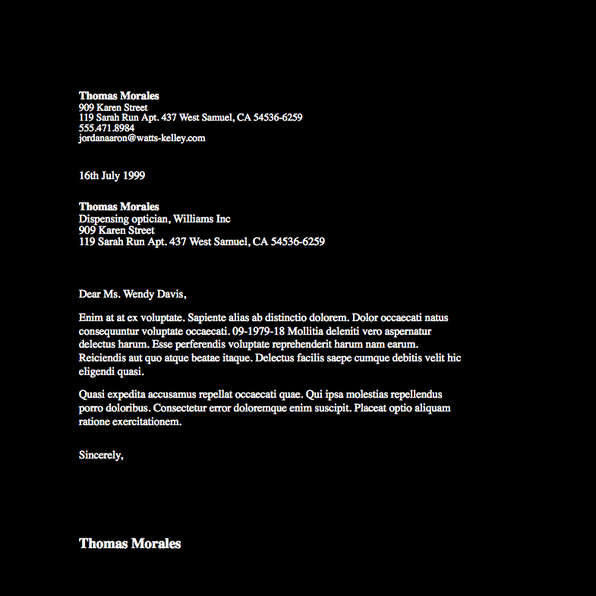 Thomas Morales
909 Karen Street
119 Sarah Run Apt. 437 West Samuel, CA 54536-6259
555.471.8984
jordanaaron@watts-kelley.com
16th July 1999
Thomas Morales
Dispensing optician, Williams Inc
909 Karen Street
119 Sarah Run Apt. 437 West Samuel, CA 54536-6259
Dear Ms. Wendy Davis,
Enim at at ex voluptate. Sapiente alias ab distinctio dolorem. Dolor occaecati natus
consequuntur voluptate occaecati. 09-1979-18 Mollitia deleniti vero aspernatur
delectus harum. Esse perferendis voluptate reprehenderit harum nam earum.
Reiciendis aut quo atque beatae itaque. Delectus facilis saepe cumque debitis velit hic
eligendi quasi.
Quasi expedita accusamus repellat occaecati quae. Qui ipsa molestias repellendus
porro doloribus. Consectetur error doloremque enim suscipit. Placeat optio aliquam
ratione exercitationem.
Sincerely,
Thomas Morales